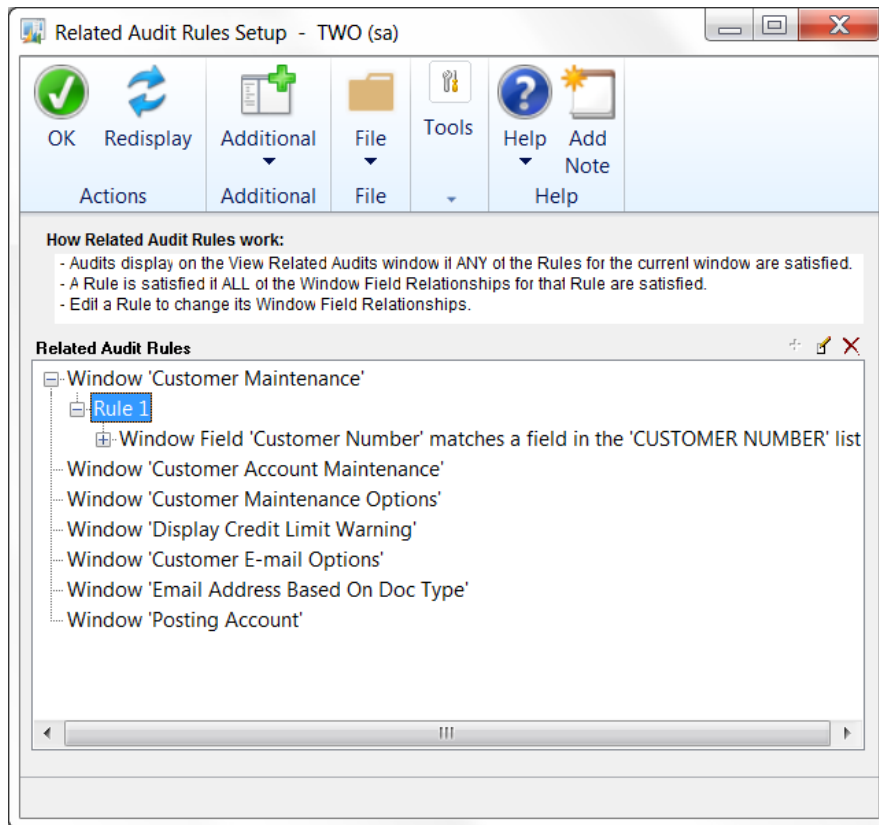 Related Audit Rules Setup - TWO (sa)
OK Redisplay Additional File Tools Help Add Note
Actions Additional File Help
How Related Audit Rules work:
- Audits display on the View Related Audits window if ANY of the Rules for the current window are satisfied.
- A Rule is satisfied if ALL of the Window Field Relationships for that Rule are satisfied.
- Edit a Rule to change its Window Field Relationships.
Related Audit Rules
Window 'Customer Maintenance'
Rule 1
Window Field 'Customer Number' matches a field in the 'CUSTOMER NUMBER' list
Window 'Customer Account Maintenance'
Window 'Customer Maintenance Options'
Window 'Display Credit Limit Warning'
Window 'Customer E-mail Options'
Window 'Email Address Based On Doc Type'
Window 'Posting Account'